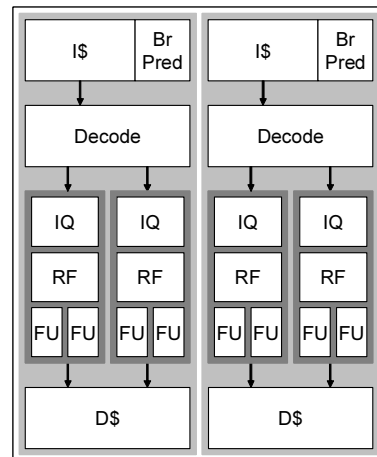 I$
Br
Pred
I$
Br
Pred
Decode
Decode
IQ
IQ
IQ
IQ
RF
RF
RF
RF
FU
FU
FU
FU
FU
FU
FU
FU
D$
D$